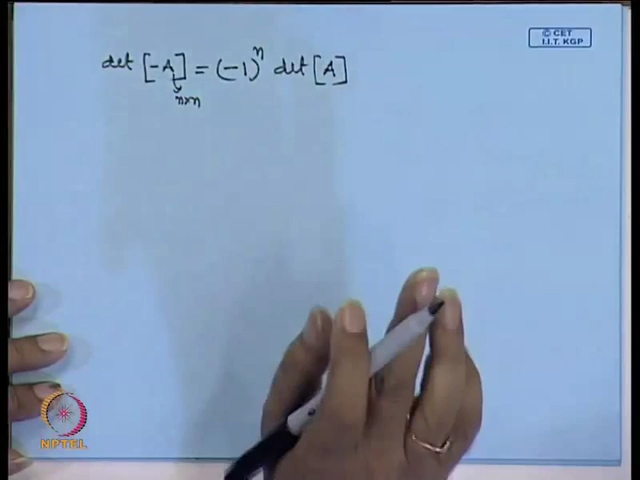 © CET
I.I.T. KGP
det [-A] = (-1)^n det [A]
n×n
NPTEL